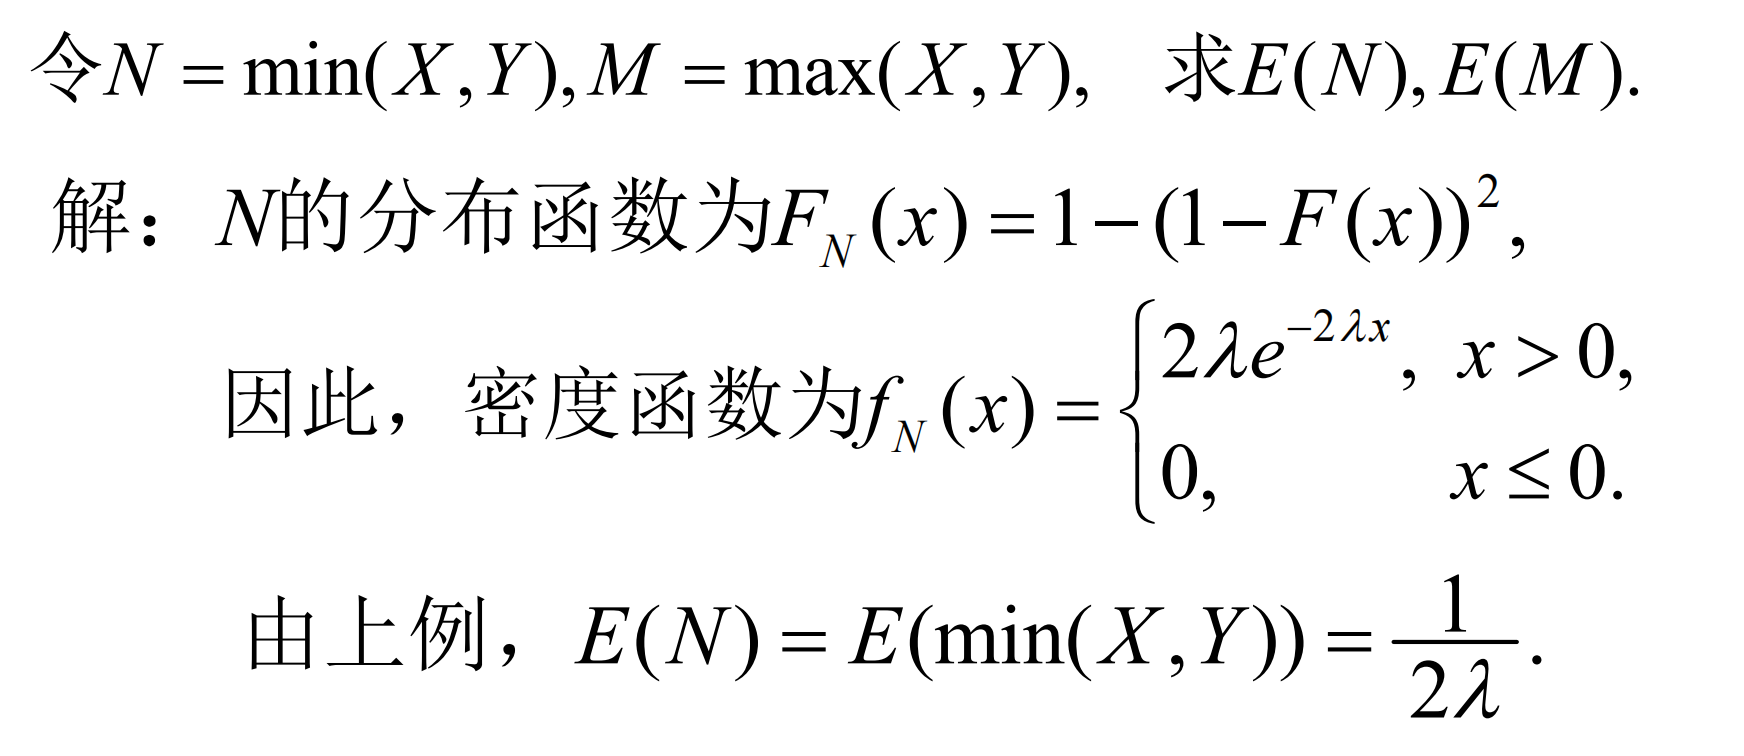 令N = min(X,Y), M = max(X,Y), 求E(N), E(M).
解：N的分布函数为F_N(x) = 1 − (1 − F(x))²,
因此，密度函数为f_N(x) = { 2λe^{−2λx}, x > 0,
0, x ≤ 0.
由上例，E(N) = E(min(X,Y)) = 1/(2λ).